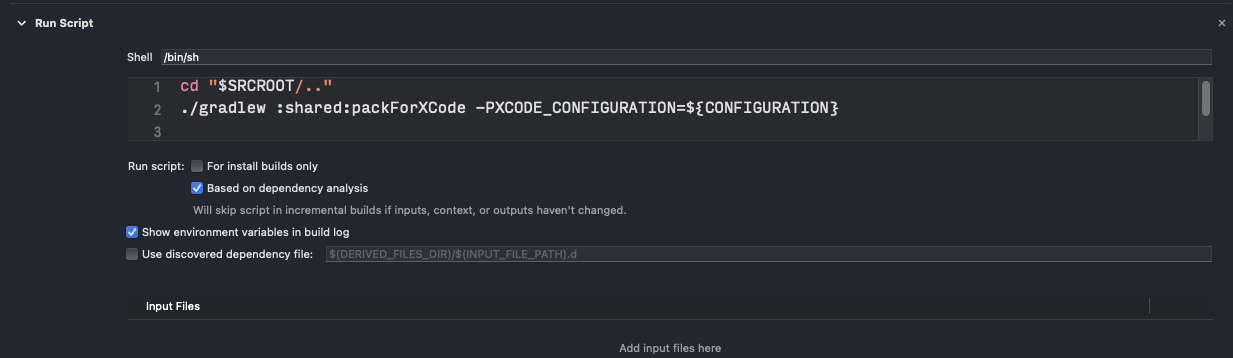 Run Script
Shell /bin/sh
1 cd "$SRCROOT/.."
2 ./gradlew :shared:packForXCode -PXCODE_CONFIGURATION=${CONFIGURATION}
3
Run script: For install builds only
Based on dependency analysis
Will skip script in incremental builds if inputs, context, or outputs haven't changed.
Show environment variables in build log
Use discovered dependency file: $(DERIVED_FILES_DIR)/$(INPUT_FILE_PATH).d
Input Files
Add input files here